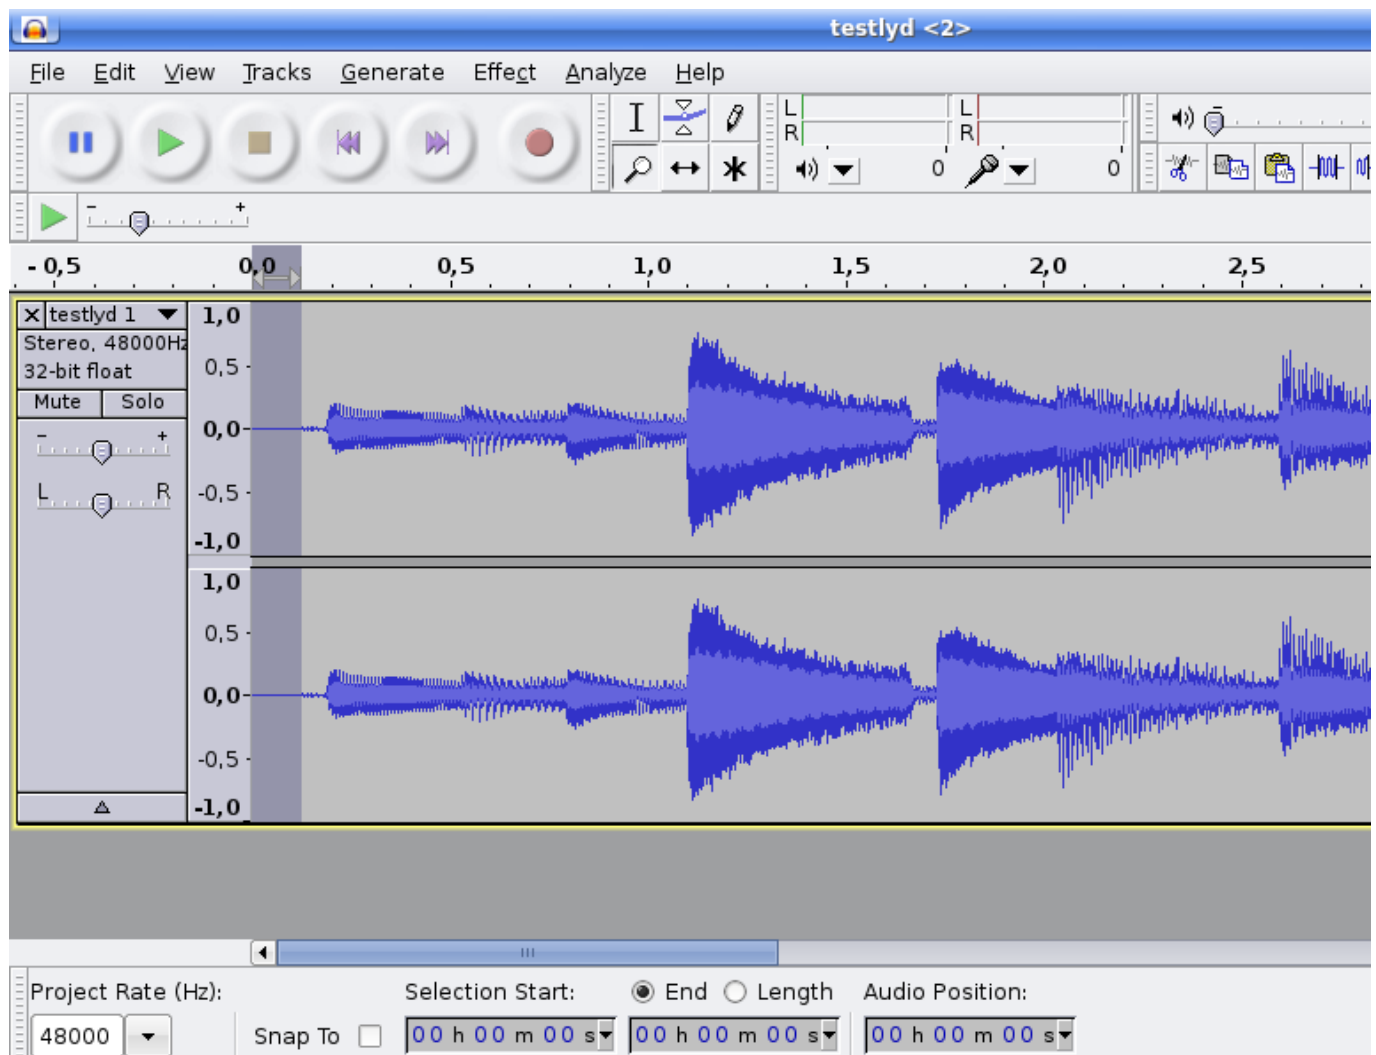 testlyd <2>
File Edit View Tracks Generate Effect Analyze Help
L L
R R
0 0
- +
- 0,5 0,0 0,5 1,0 1,5 2,0 2,5
testlyd 1 1,0
Stereo, 48000Hz
32-bit float 0,5
Mute Solo
0,0
- +
L R -0,5
-1,0
1,0
0,5
0,0
-0,5
-1,0
Project Rate (Hz): Selection Start: End Length Audio Position:
48000 Snap To 00 h 00 m 00 s 00 h 00 m 00 s 00 h 00 m 00 s